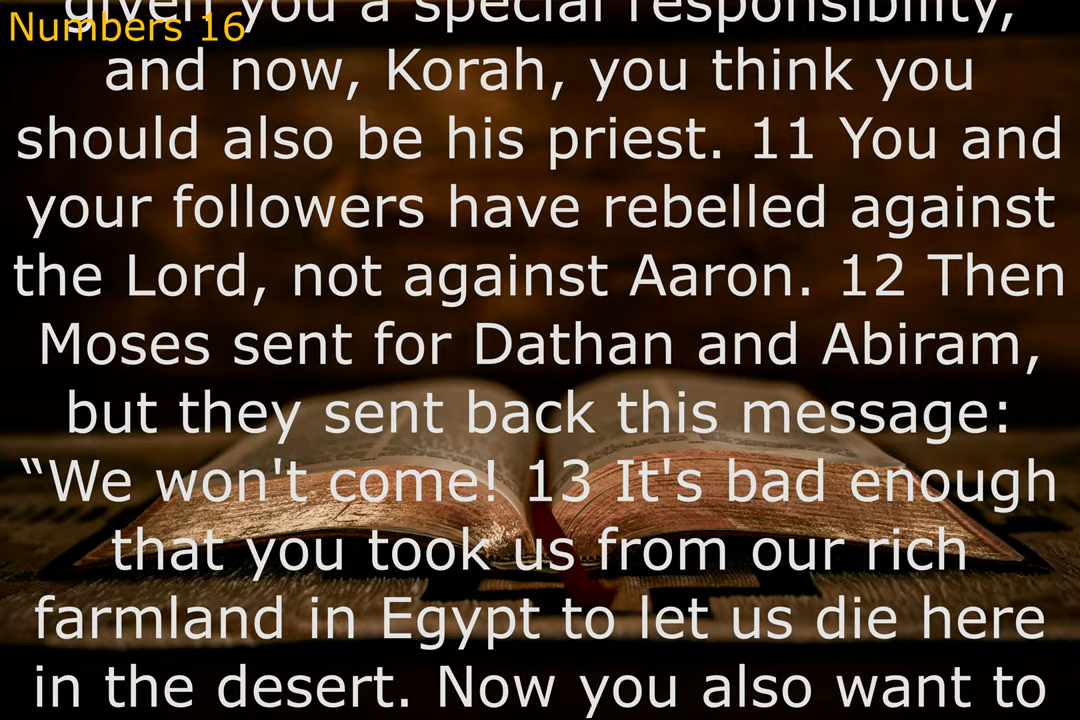 given you a special responsibility,
Numbers 16
and now, Korah, you think you
should also be his priest. 11 You and
your followers have rebelled against
the Lord, not against Aaron. 12 Then
Moses sent for Dathan and Abiram,
but they sent back this message:
“We won't come! 13 It's bad enough
that you took us from our rich
farmland in Egypt to let us die here
in the desert. Now you also want to